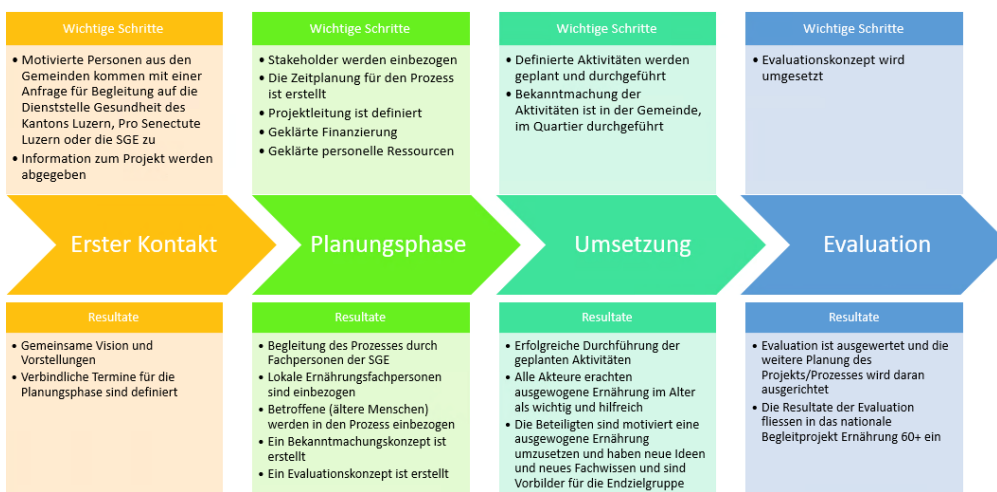 Wichtige Schritte
• Motivierte Personen aus den
Gemeinden kommen mit einer
Anfrage für Begleitung auf die
Dienststelle Gesundheit des
Kantons Luzern, Pro Senectute
Luzern oder die SGE zu
• Information zum Projekt werden
abgegeben
Wichtige Schritte
• Stakeholder werden einbezogen
• Die Zeitplanung für den Prozess
ist erstellt
• Projektleitung ist definiert
• Geklärte Finanzierung
• Geklärte personelle Ressourcen
Wichtige Schritte
• Definierte Aktivitäten werden
geplant und durchgeführt
• Bekanntmachung der
Aktivitäten ist in der Gemeinde,
im Quartier durchgeführt
Wichtige Schritte
• Evaluationskonzept wird
umgesetzt
Erster Kontakt
Planungsphase
Umsetzung
Evaluation
Resultate
• Gemeinsame Vision und
Vorstellungen
• Verbindliche Termine für die
Planungsphase sind definiert
Resultate
• Begleitung des Prozesses durch
Fachpersonen der SGE
• Lokale Ernährungsfachpersonen
sind einbezogen
• Betroffene (ältere Menschen)
werden in den Prozess einbezogen
• Ein Bekanntmachungskonzept ist
erstellt
• Ein Evaluationskonzept ist erstellt
Resultate
• Erfolgreiche Durchführung der
geplanten Aktivitäten
• Alle Akteure erachten
ausgewogene Ernährung im Alter
als wichtig und hilfreich
• Die Beteiligten sind motiviert eine
ausgewogene Ernährung
umzusetzen und haben neue Ideen
und neues Fachwissen und sind
Vorbilder für die Endzielgruppe
Resultate
• Evaluation ist ausgewertet und die
weitere Planung des
Projekts/Prozesses wird daran
ausgerichtet
• Die Resultate der Evaluation
fliessen in das nationale
Begleitprojekt Ernährung 60+ ein